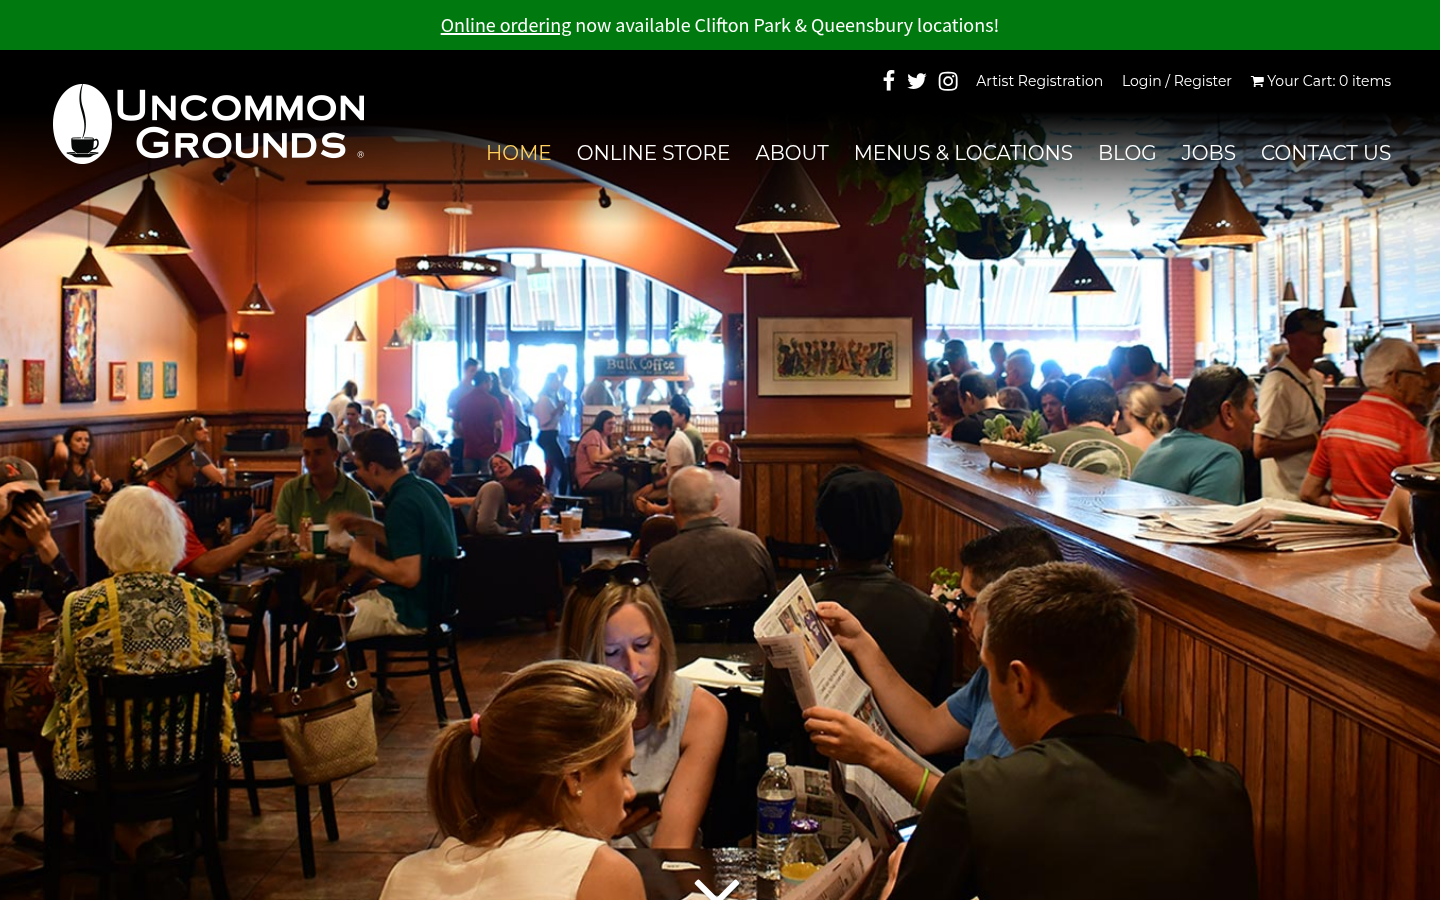 Online ordering now available Clifton Park & Queensbury locations!
Artist Registration Login / Register Your Cart: 0 items
UNCOMMON
GROUNDS ®
HOME ONLINE STORE ABOUT MENUS & LOCATIONS BLOG JOBS CONTACT US
Bulk Coffee